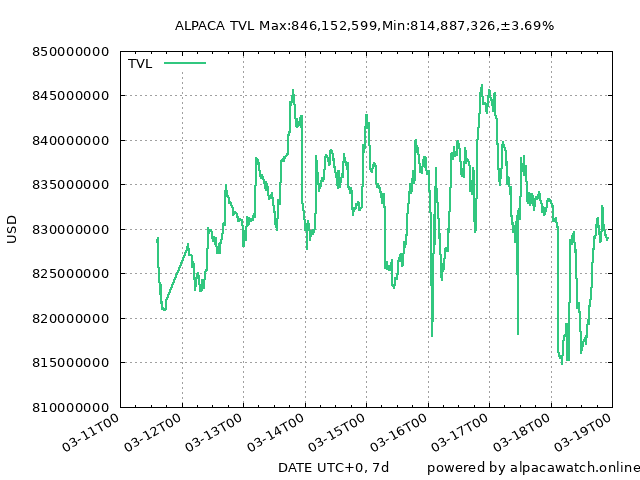 ALPACA TVL Max:846,152,599,Min:814,887,326,±3.69%
850000000
TVL
845000000
840000000
835000000
830000000
USD
825000000
820000000
815000000
810000000
03-11T00
03-12T00
03-13T00
03-14T00
03-15T00
03-16T00
03-17T00
03-18T00
03-19T00
DATE UTC+0, 7d
powered by alpacawatch.online